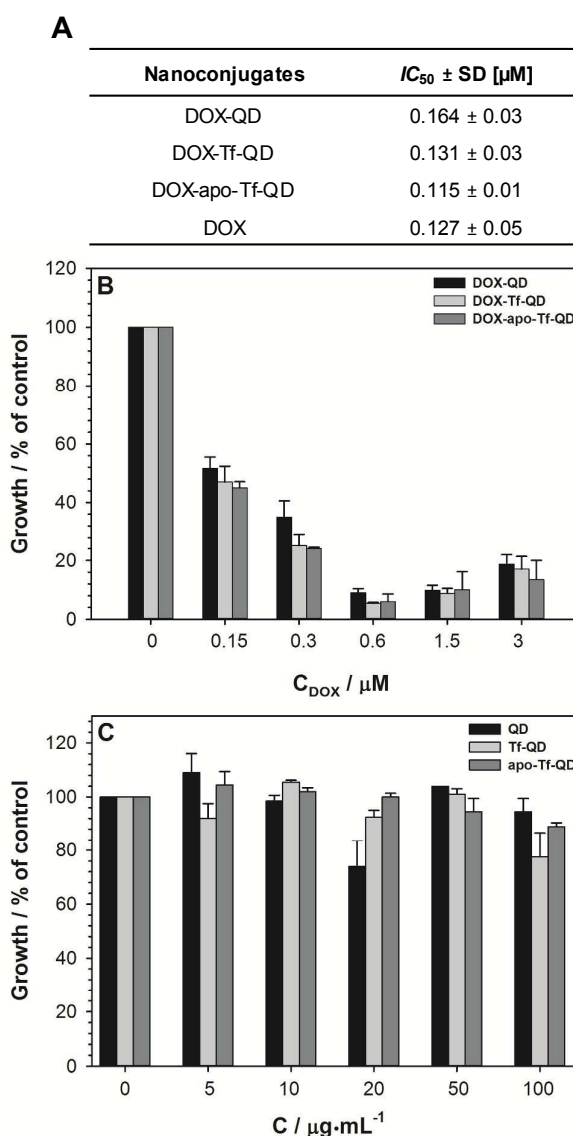 A
Nanoconjugates IC50 ± SD [µM]
DOX-QD 0.164 ± 0.03
DOX-Tf-QD 0.131 ± 0.03
DOX-apo-Tf-QD 0.115 ± 0.01
DOX 0.127 ± 0.05
B
DOX-QD
DOX-Tf-QD
DOX-apo-Tf-QD
Growth / % of control
120
100
80
60
40
20
0
0 0.15 0.3 0.6 1.5 3
CDOX / µM
C
QD
Tf-QD
apo-Tf-QD
Growth / % of control
120
100
80
60
40
20
0
0 5 10 20 50 100
C / µg·mL⁻¹